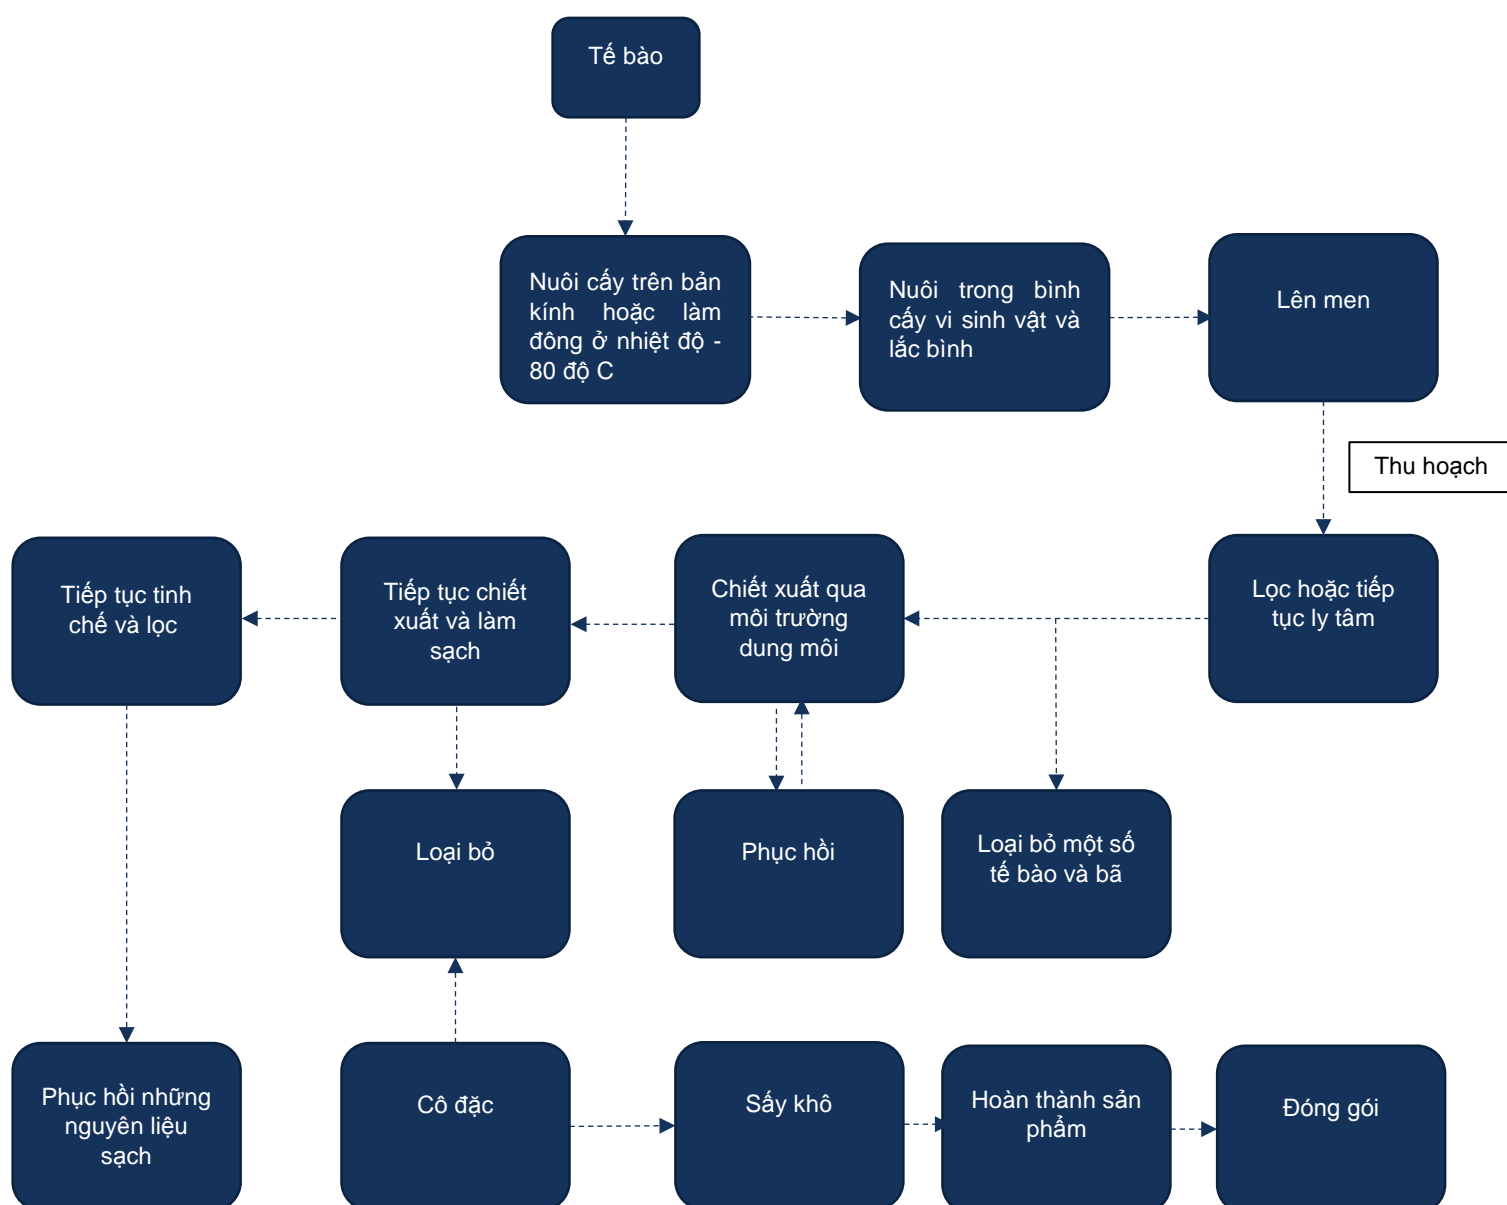 Tế bào
Nuôi cấy trên bản
kính hoặc làm
đông ở nhiệt độ -
80 độ C
Nuôi trong bình
cấy vi sinh vật và
lắc bình
Lên men
Thu hoạch
Tiếp tục tinh
chế và lọc
Tiếp tục chiết
xuất và làm
sạch
Chiết xuất qua
môi trường
dung môi
Lọc hoặc tiếp
tục ly tâm
Loại bỏ
Phục hồi
Loại bỏ một số
tế bào và bã
Phục hồi những
nguyên liệu
sạch
Cô đặc
Sấy khô
Hoàn thành sản
phẩm
Đóng gói